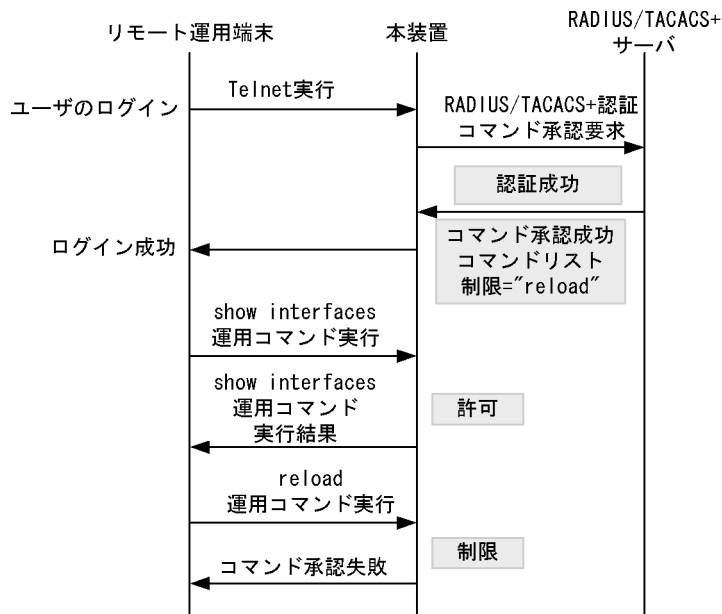 リモート運用端末
本装置
RADIUS/TACACS+
サーバ
ユーザのログイン
Telnet実行
RADIUS/TACACS+認証
コマンド承認要求
認証成功
ログイン成功
コマンド承認成功
コマンドリスト
制限="reload"
show interfaces
運用コマンド実行
show interfaces
運用コマンド
実行結果
許可
reload
運用コマンド実行
制限
コマンド承認失敗